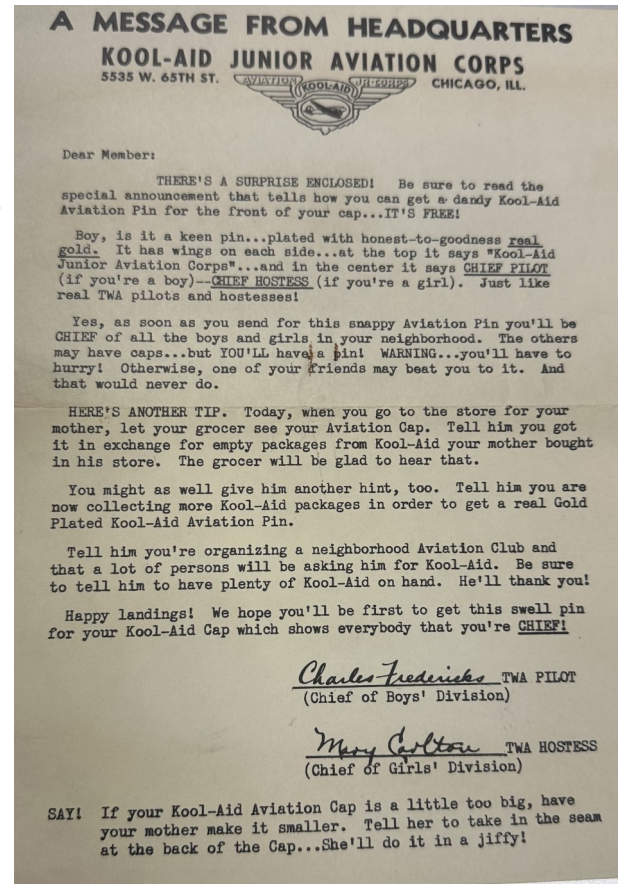 A MESSAGE FROM HEADQUARTERS
KOOL-AID JUNIOR AVIATION CORPS
5535 W. 65TH ST. AVIATION KOOL-AID JR. CORPS CHICAGO, ILL.
Dear Member:
THERE'S A SURPRISE ENCLOSED! Be sure to read the
special announcement that tells how you can get a dandy Kool-Aid
Aviation Pin for the front of your cap...IT'S FREE!
Boy, is it a keen pin...plated with honest-to-goodness real
gold. It has wings on each side...at the top it says "Kool-Aid
Junior Aviation Corps"...and in the center it says CHIEF PILOT
(if you're a boy)--CHIEF HOSTESS (if you're a girl). Just like
real TWA pilots and hostesses!
Yes, as soon as you send for this snappy Aviation Pin you'll be
CHIEF of all the boys and girls in your neighborhood. The others
may have caps...but YOU'LL have a pin! WARNING...you'll have to
hurry! Otherwise, one of your friends may beat you to it. And
that would never do.
HERE'S ANOTHER TIP. Today, when you go to the store for your
mother, let your grocer see your Aviation Cap. Tell him you got
it in exchange for empty packages from Kool-Aid your mother bought
in his store. The grocer will be glad to hear that.
You might as well give him another hint, too. Tell him you are
now collecting more Kool-Aid packages in order to get a real Gold
Plated Kool-Aid Aviation Pin.
Tell him you're organizing a neighborhood Aviation Club and
that a lot of persons will be asking him for Kool-Aid. Be sure
to tell him to have plenty of Kool-Aid on hand. He'll thank you!
Happy landings! We hope you'll be first to get this swell pin
for your Kool-Aid Cap which shows everybody that you're CHIEF!
Charles Fredericks TWA PILOT
(Chief of Boys' Division)
Mary Carlton TWA HOSTESS
(Chief of Girls' Division)
SAY! If your Kool-Aid Aviation Cap is a little too big, have
your mother make it smaller. Tell her to take in the seam
at the back of the Cap...She'll do it in a jiffy!